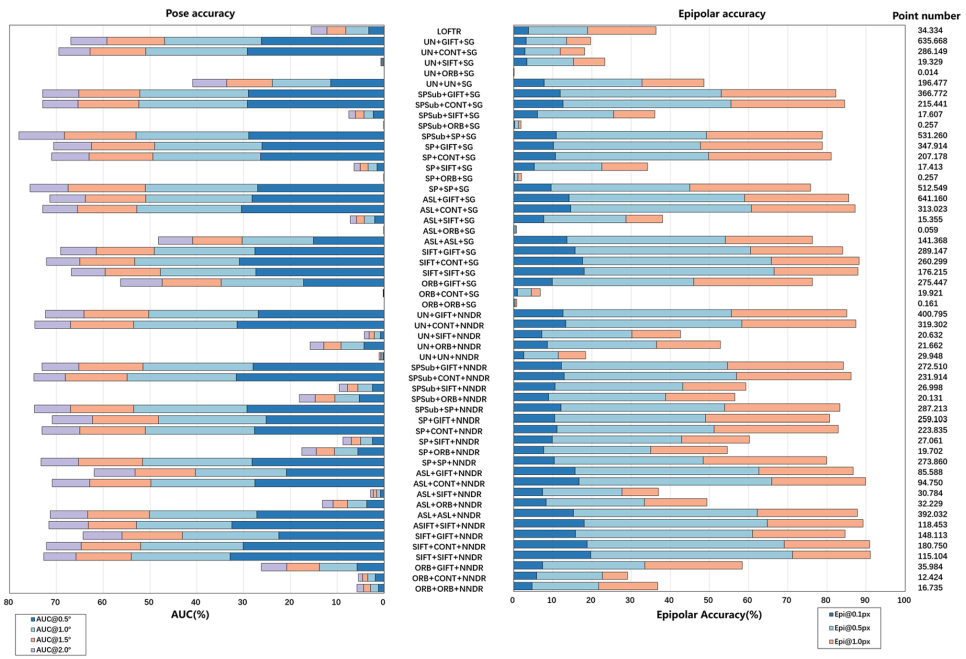 Pose accuracy
Epipolar accuracy
Point number
LOFTR 34.334
UN+GIFT+SG 635.668
UN+CONT+SG 286.149
UN+SIFT+SG 19.329
UN+ORB+SG 0.014
UN+UN+SG 196.477
SPSub+GIFT+SG 366.772
SPSub+CONT+SG 215.441
SPSub+SIFT+SG 17.607
SPSub+ORB+SG 0.257
SPSub+SP+SG 531.260
SP+GIFT+SG 347.914
SP+CONT+SG 207.178
SP+SIFT+SG 17.413
SP+ORB+SG 0.257
SP+SP+SG 512.549
ASL+GIFT+SG 641.160
ASL+CONT+SG 313.023
ASL+SIFT+SG 15.355
ASL+ORB+SG 0.059
ASL+ASL+SG 141.368
SIFT+GIFT+SG 289.147
SIFT+CONT+SG 260.299
SIFT+SIFT+SG 176.215
ORB+GIFT+SG 275.447
ORB+CONT+SG 19.921
ORB+ORB+SG 0.161
UN+GIFT+NNDR 400.795
UN+CONT+NNDR 319.302
UN+SIFT+NNDR 20.632
UN+ORB+NNDR 21.662
UN+UN+NNDR 29.948
SPSub+GIFT+NNDR 272.510
SPSub+CONT+NNDR 231.914
SPSub+SIFT+NNDR 26.998
SPSub+ORB+NNDR 20.131
SPSub+SP+NNDR 287.213
SP+GIFT+NNDR 259.103
SP+CONT+NNDR 223.835
SP+SIFT+NNDR 27.061
SP+ORB+NNDR 19.702
SP+SP+NNDR 273.860
ASL+GIFT+NNDR 85.588
ASL+CONT+NNDR 94.750
ASL+SIFT+NNDR 30.784
ASL+ORB+NNDR 32.229
ASL+ASL+NNDR 392.032
ASIFT+SIFT+NNDR 118.453
SIFT+GIFT+NNDR 148.113
SIFT+CONT+NNDR 180.750
SIFT+SIFT+NNDR 115.104
ORB+GIFT+NNDR 35.984
ORB+CONT+NNDR 12.424
ORB+ORB+NNDR 16.735
80 70 60 50 40 30 20 10 0
0 10 20 30 40 50 60 70 80 90 100
AUC(%)
Epipolar Accuracy(%)
AUC@0.5°
AUC@1.0°
AUC@1.5°
AUC@2.0°
Epi@0.1px
Epi@0.5px
Epi@1.0px